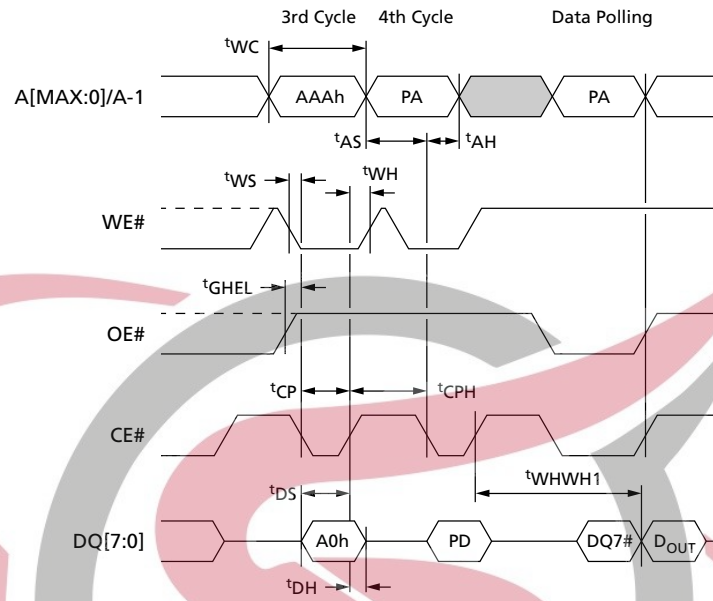 3rd Cycle 4th Cycle Data Polling
tWC
A[MAX:0]/A-1 AAAh PA PA
tAS tAH
tWS tWH
WE#
tGHEL
OE#
tCP tCPH
CE#
tWHWH1
tDS
DQ[7:0] A0h PD DQ7# DOUT
tDH